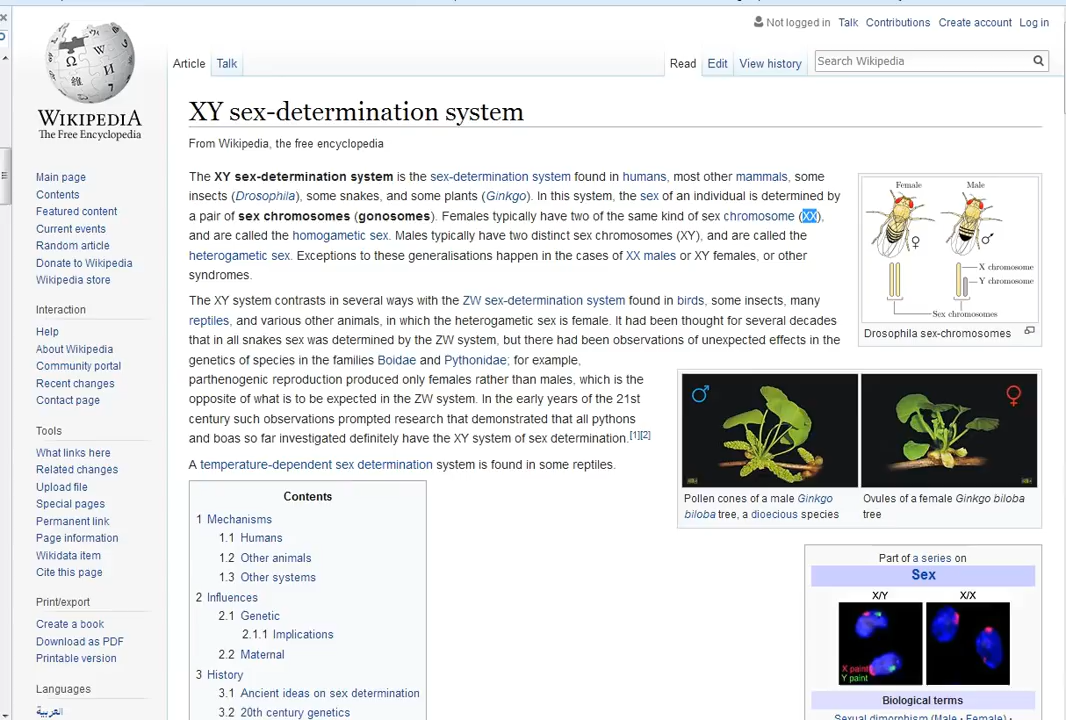 Not logged in Talk Contributions Create account Log in
WIKIPEDIA
The Free Encyclopedia
Article Talk
Read Edit View history
Search Wikipedia
Main page
Contents
Featured content
Current events
Random article
Donate to Wikipedia
Wikipedia store
Interaction
Help
About Wikipedia
Community portal
Recent changes
Contact page
Tools
What links here
Related changes
Upload file
Special pages
Permanent link
Page information
Wikidata item
Cite this page
Print/export
Create a book
Download as PDF
Printable version
Languages
العربية
XY sex-determination system
From Wikipedia, the free encyclopedia
The XY sex-determination system is the sex-determination system found in humans, most other mammals, some
insects (Drosophila), some snakes, and some plants (Ginkgo). In this system, the sex of an individual is determined by
a pair of sex chromosomes (gonosomes). Females typically have two of the same kind of sex chromosome (XX),
and are called the homogametic sex. Males typically have two distinct sex chromosomes (XY), and are called the
heterogametic sex. Exceptions to these generalisations happen in the cases of XX males or XY females, or other
syndromes.
The XY system contrasts in several ways with the ZW sex-determination system found in birds, some insects, many
reptiles, and various other animals, in which the heterogametic sex is female. It had been thought for several decades
that in all snakes sex was determined by the ZW system, but there had been observations of unexpected effects in the
genetics of species in the families Boidae and Pythonidae; for example,
parthenogenic reproduction produced only females rather than males, which is the
opposite of what is to be expected in the ZW system. In the early years of the 21st
century such observations prompted research that demonstrated that all pythons
and boas so far investigated definitely have the XY system of sex determination.[1][2]
A temperature-dependent sex determination system is found in some reptiles.
Contents
1 Mechanisms
1.1 Humans
1.2 Other animals
1.3 Other systems
2 Influences
2.1 Genetic
2.1.1 Implications
2.2 Maternal
3 History
3.1 Ancient ideas on sex determination
3.2 20th century genetics
Female Male
X chromosome
Y chromosome
Sex chromosomes
Drosophila sex-chromosomes
Pollen cones of a male Ginkgo
biloba tree, a dioecious species
Ovules of a female Ginkgo biloba
tree
Part of a series on
Sex
X/Y X/X
X paint
Y paint
Biological terms
Sexual dimorphism (Male · Female) ·